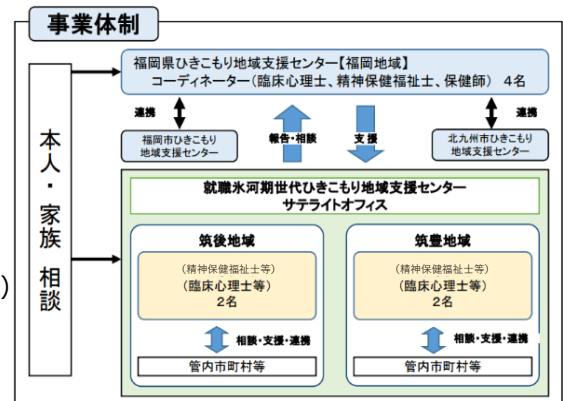 事業体制
福岡県ひきこもり地域支援センター【福岡地域】
コーディネーター(臨床心理士、精神保健福祉士、保健師) 4名
連携
報告・相談
支援
連携
福岡市ひきこもり
地域支援センター
北九州市ひきこもり
地域支援センター
本人・家族 相談
就職氷河期世代ひきこもり地域支援センター
サテライトオフィス
筑後地域
(精神保健福祉士等)
(臨床心理士等)
2名
相談・支援・連携
管内市町村等
筑豊地域
(精神保健福祉士等)
(臨床心理士等)
2名
相談・支援・連携
管内市町村等
)